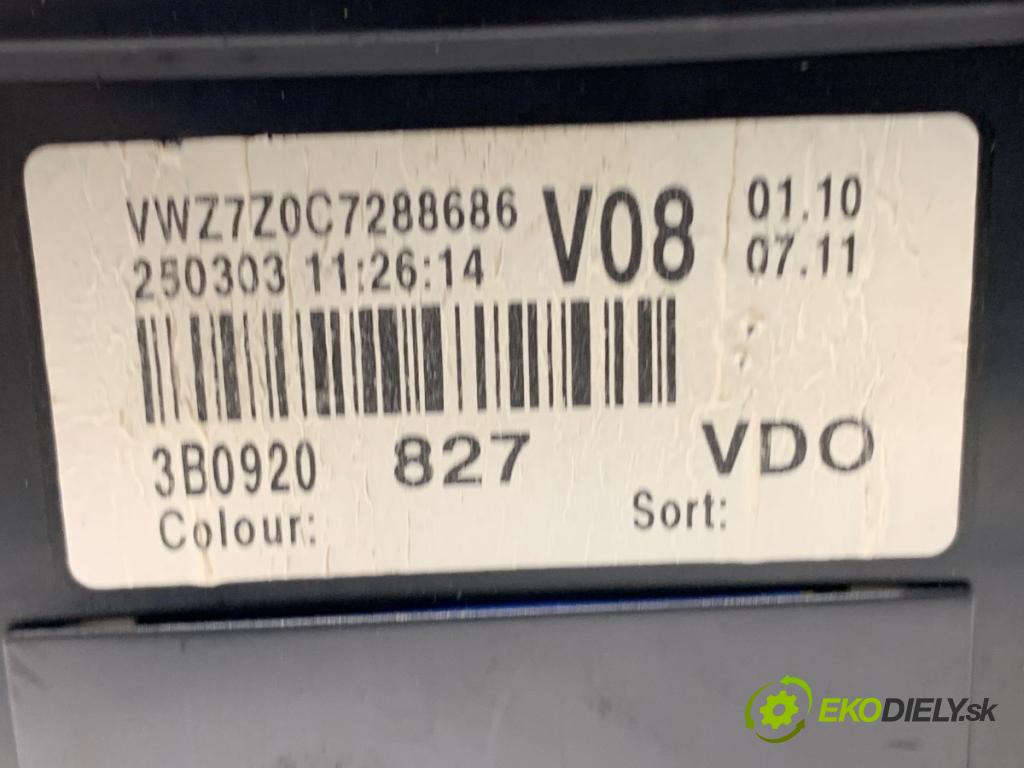 VWZ7Z0C7288686 V08 01.10
250303 11:26:14 07.11
3B0920 827 VDO
Colour: Sort:
EKODIELY.sk